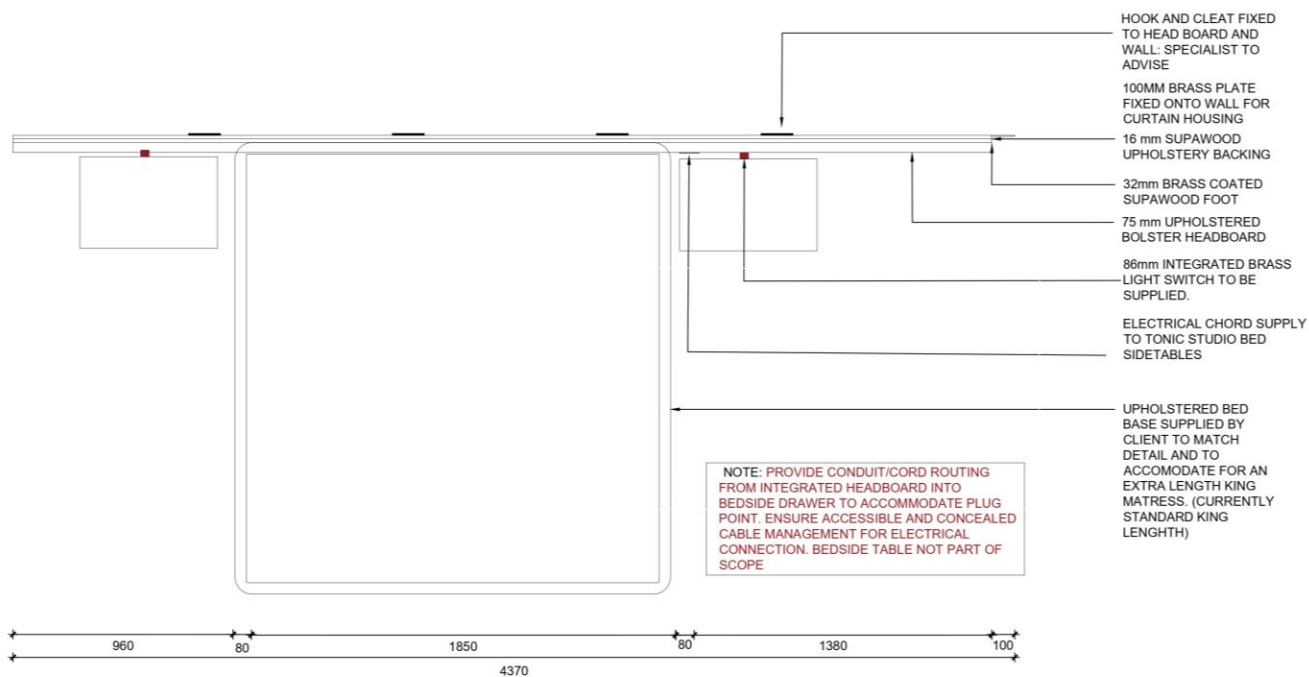 HOOK AND CLEAT FIXED
TO HEAD BOARD AND
WALL: SPECIALIST TO
ADVISE
100MM BRASS PLATE
FIXED ONTO WALL FOR
CURTAIN HOUSING
16 mm SUPAWOOD
UPHOLSTERY BACKING
32mm BRASS COATED
SUPAWOOD FOOT
75 mm UPHOLSTERED
BOLSTER HEADBOARD
86mm INTEGRATED BRASS
LIGHT SWITCH TO BE
SUPPLIED.
ELECTRICAL CHORD SUPPLY
TO TONIC STUDIO BED
SIDETABLES
UPHOLSTERED BED
BASE SUPPLIED BY
CLIENT TO MATCH
DETAIL AND TO
ACCOMODATE FOR AN
EXTRA LENGTH KING
MATRESS. (CURRENTLY
STANDARD KING
LENGHTH)
NOTE: PROVIDE CONDUIT/CORD ROUTING
FROM INTEGRATED HEADBOARD INTO
BEDSIDE DRAWER TO ACCOMMODATE PLUG
POINT. ENSURE ACCESSIBLE AND CONCEALED
CABLE MANAGEMENT FOR ELECTRICAL
CONNECTION. BEDSIDE TABLE NOT PART OF
SCOPE
960 80 1850 80 1380 100
4370